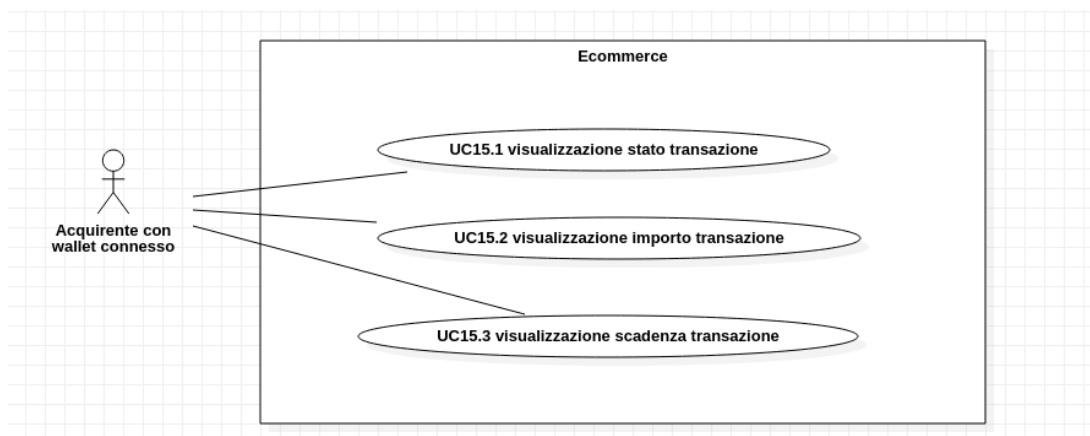 Ecommerce
UC15.1 visualizzazione stato transazione
Acquirente con
wallet connesso
UC15.2 visualizzazione importo transazione
UC15.3 visualizzazione scadenza transazione